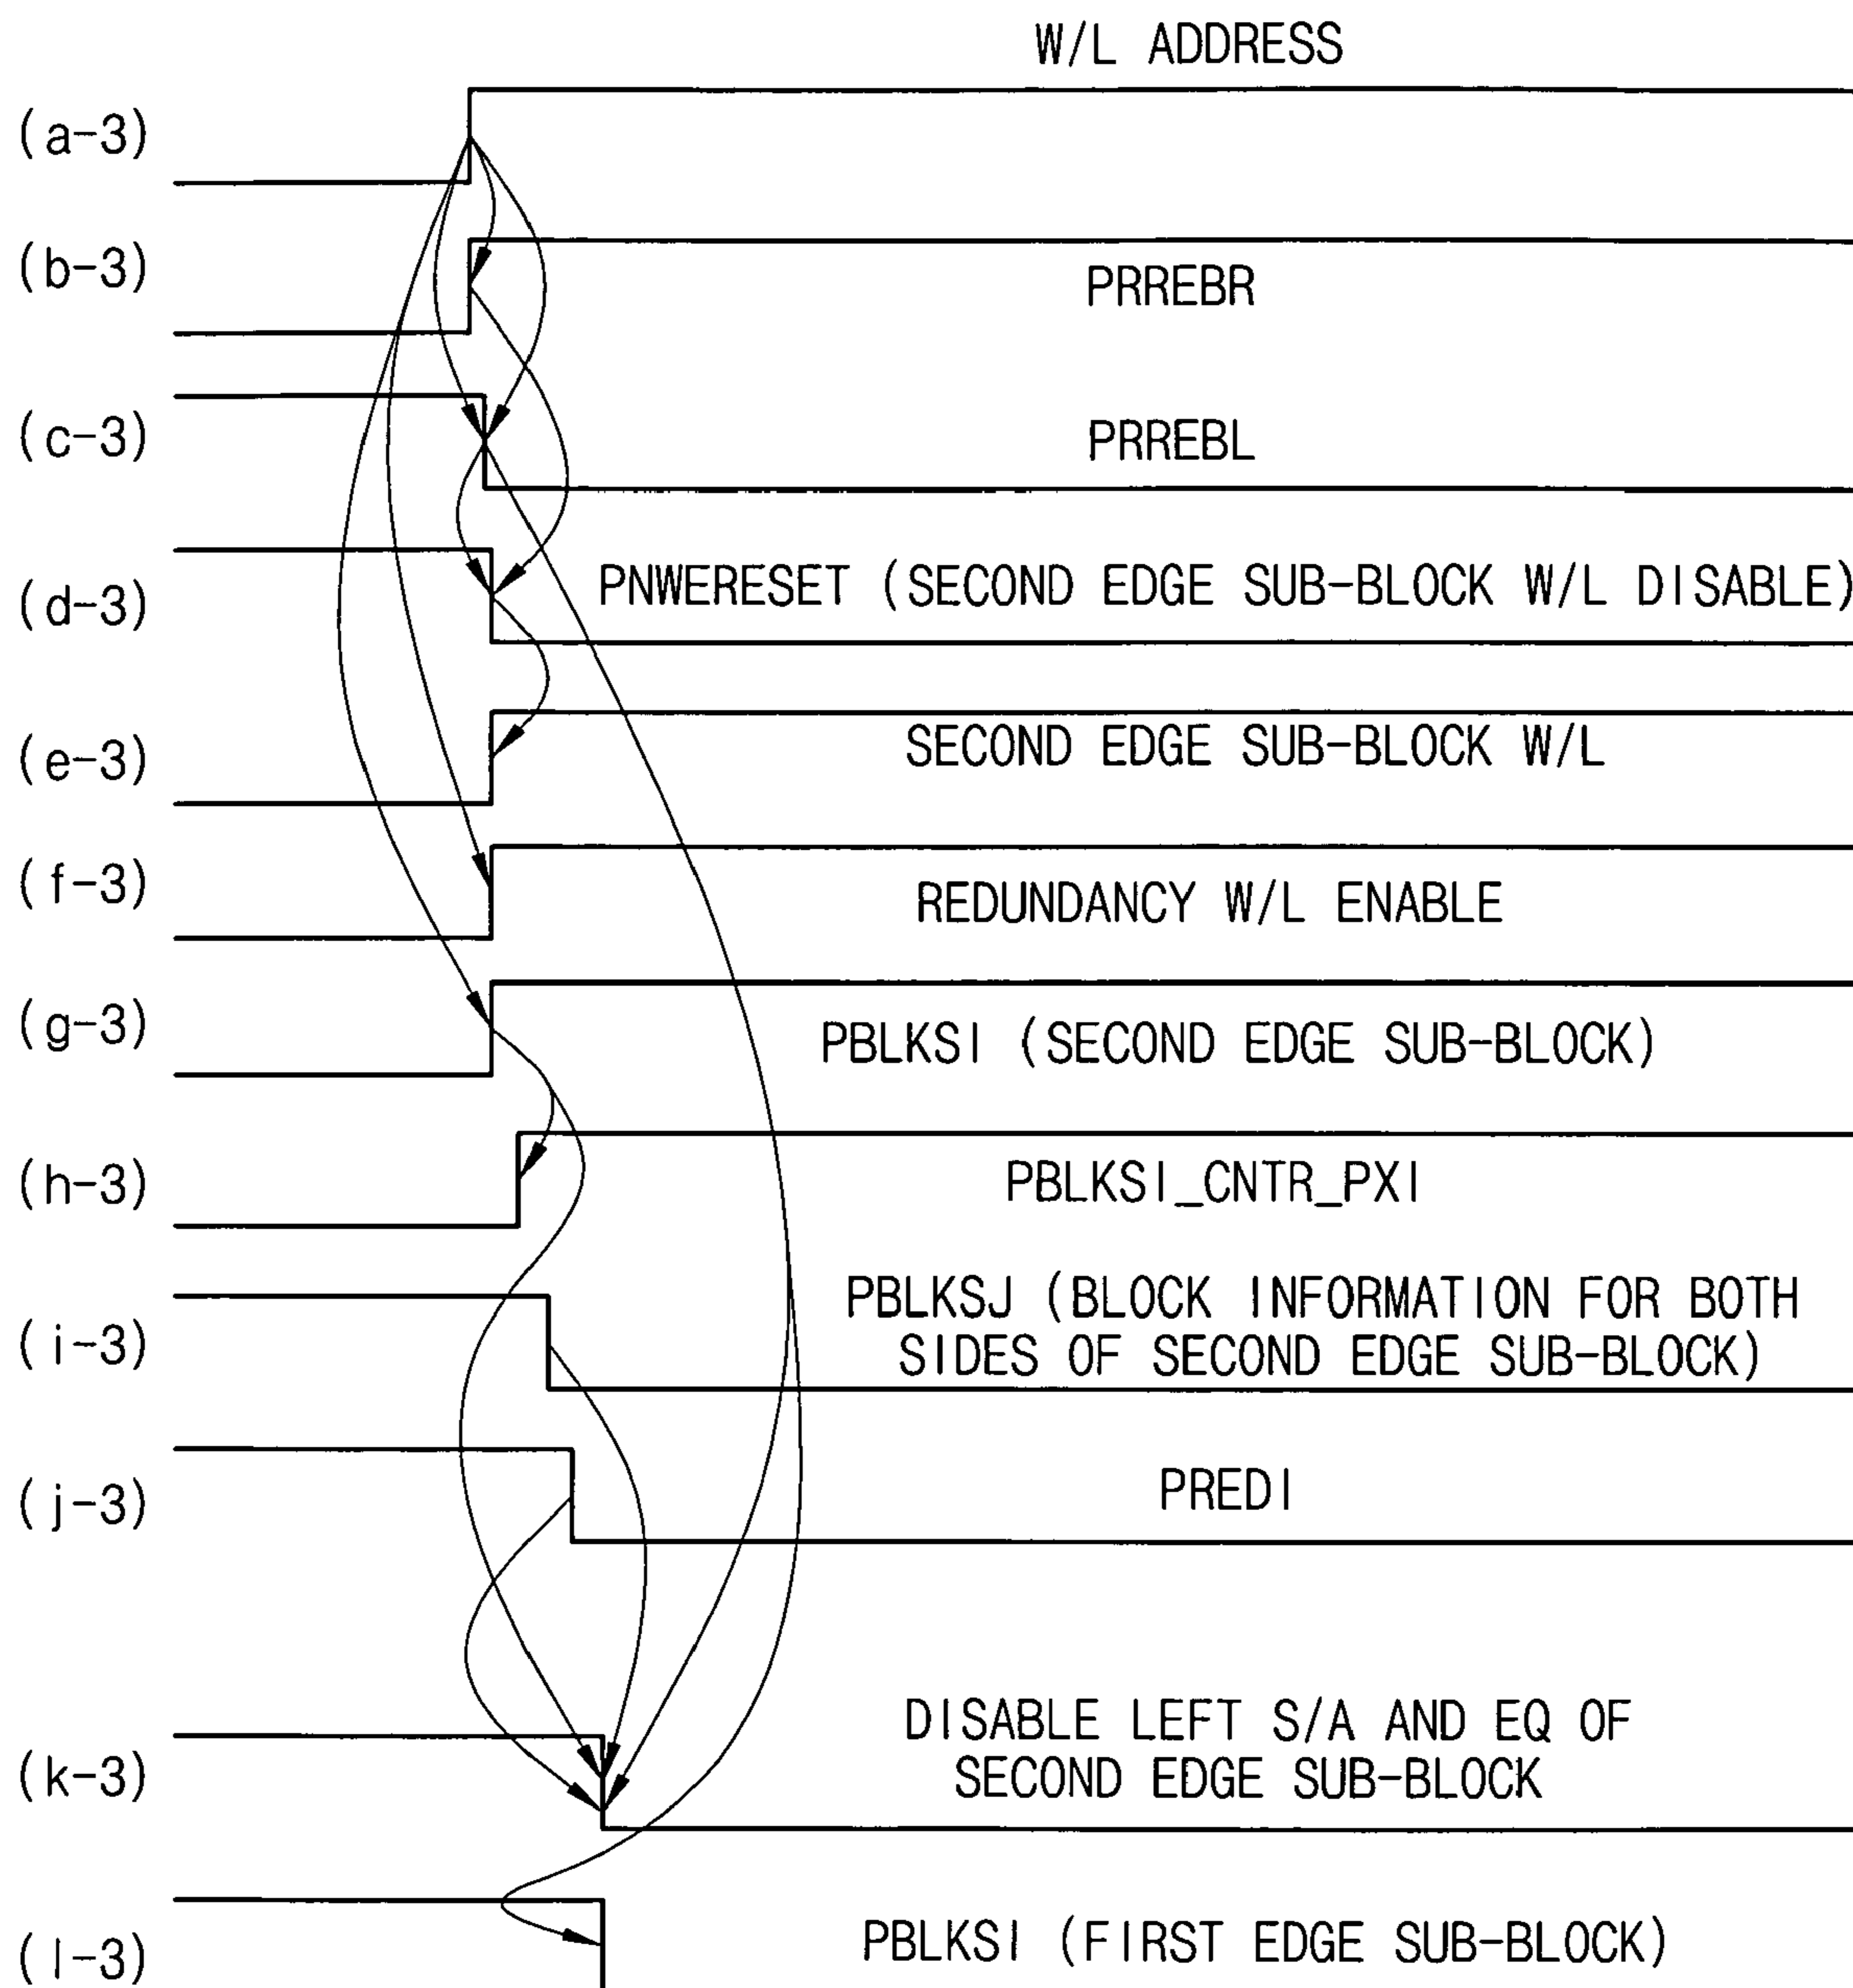 W/L ADDRESS
(a-3)
(b-3) PRREBR
(c-3) PRREBL
(d-3) PNWERESET (SECOND EDGE SUB-BLOCK W/L DISABLE)
(e-3) SECOND EDGE SUB-BLOCK W/L
(f-3) REDUNDANCY W/L ENABLE
(g-3) PBLKSI (SECOND EDGE SUB-BLOCK)
(h-3) PBLKSI_CNTR_PXI
(i-3) PBLKSJ (BLOCK INFORMATION FOR BOTH
SIDES OF SECOND EDGE SUB-BLOCK)
(j-3) PREDI
(k-3) DISABLE LEFT S/A AND EQ OF
SECOND EDGE SUB-BLOCK
(l-3) PBLKSI (FIRST EDGE SUB-BLOCK)